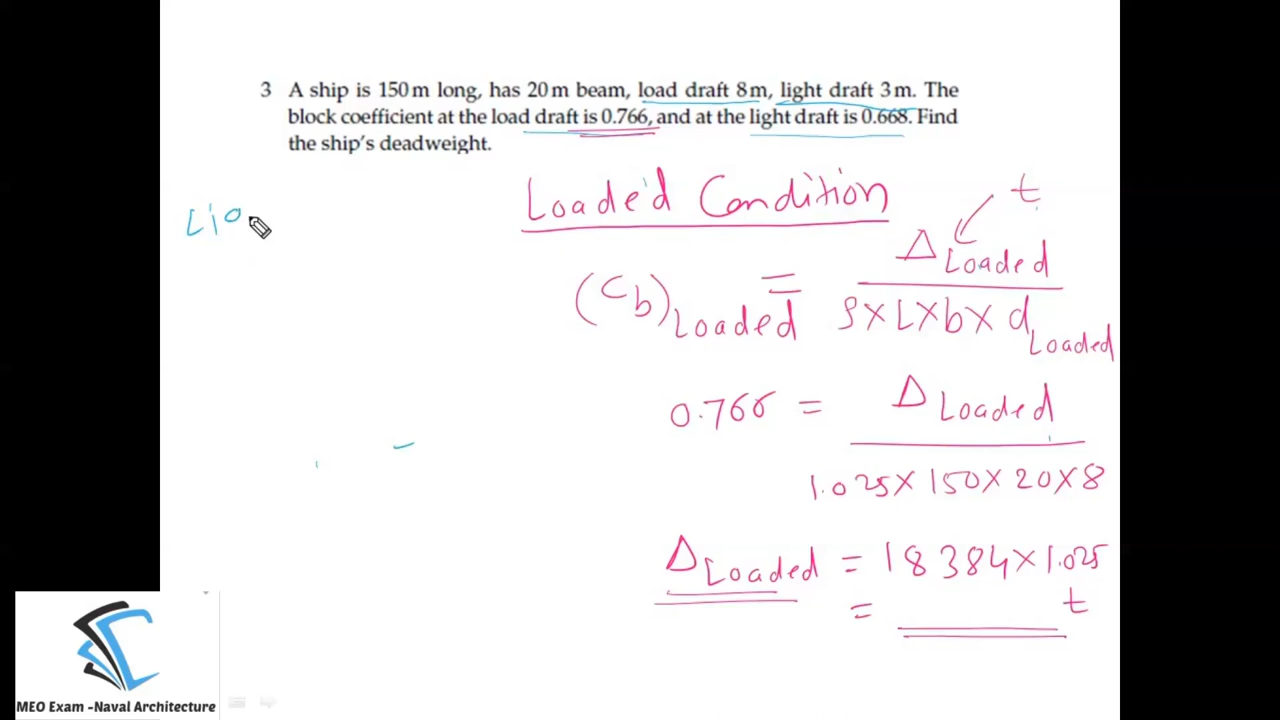 3 A ship is 150 m long, has 20 m beam, load draft 8 m, light draft 3 m. The
block coefficient at the load draft is 0.766, and at the light draft is 0.668. Find
the ship's deadweight.
Lig
Loaded Condition
t
(Cb)Loaded = Δ Loaded
ρ × L × b × d Loaded
0.766 = Δ Loaded
1.025 × 150 × 20 × 8
Δ Loaded = 18384 × 1.025
= t
MEO Exam -Naval Architecture